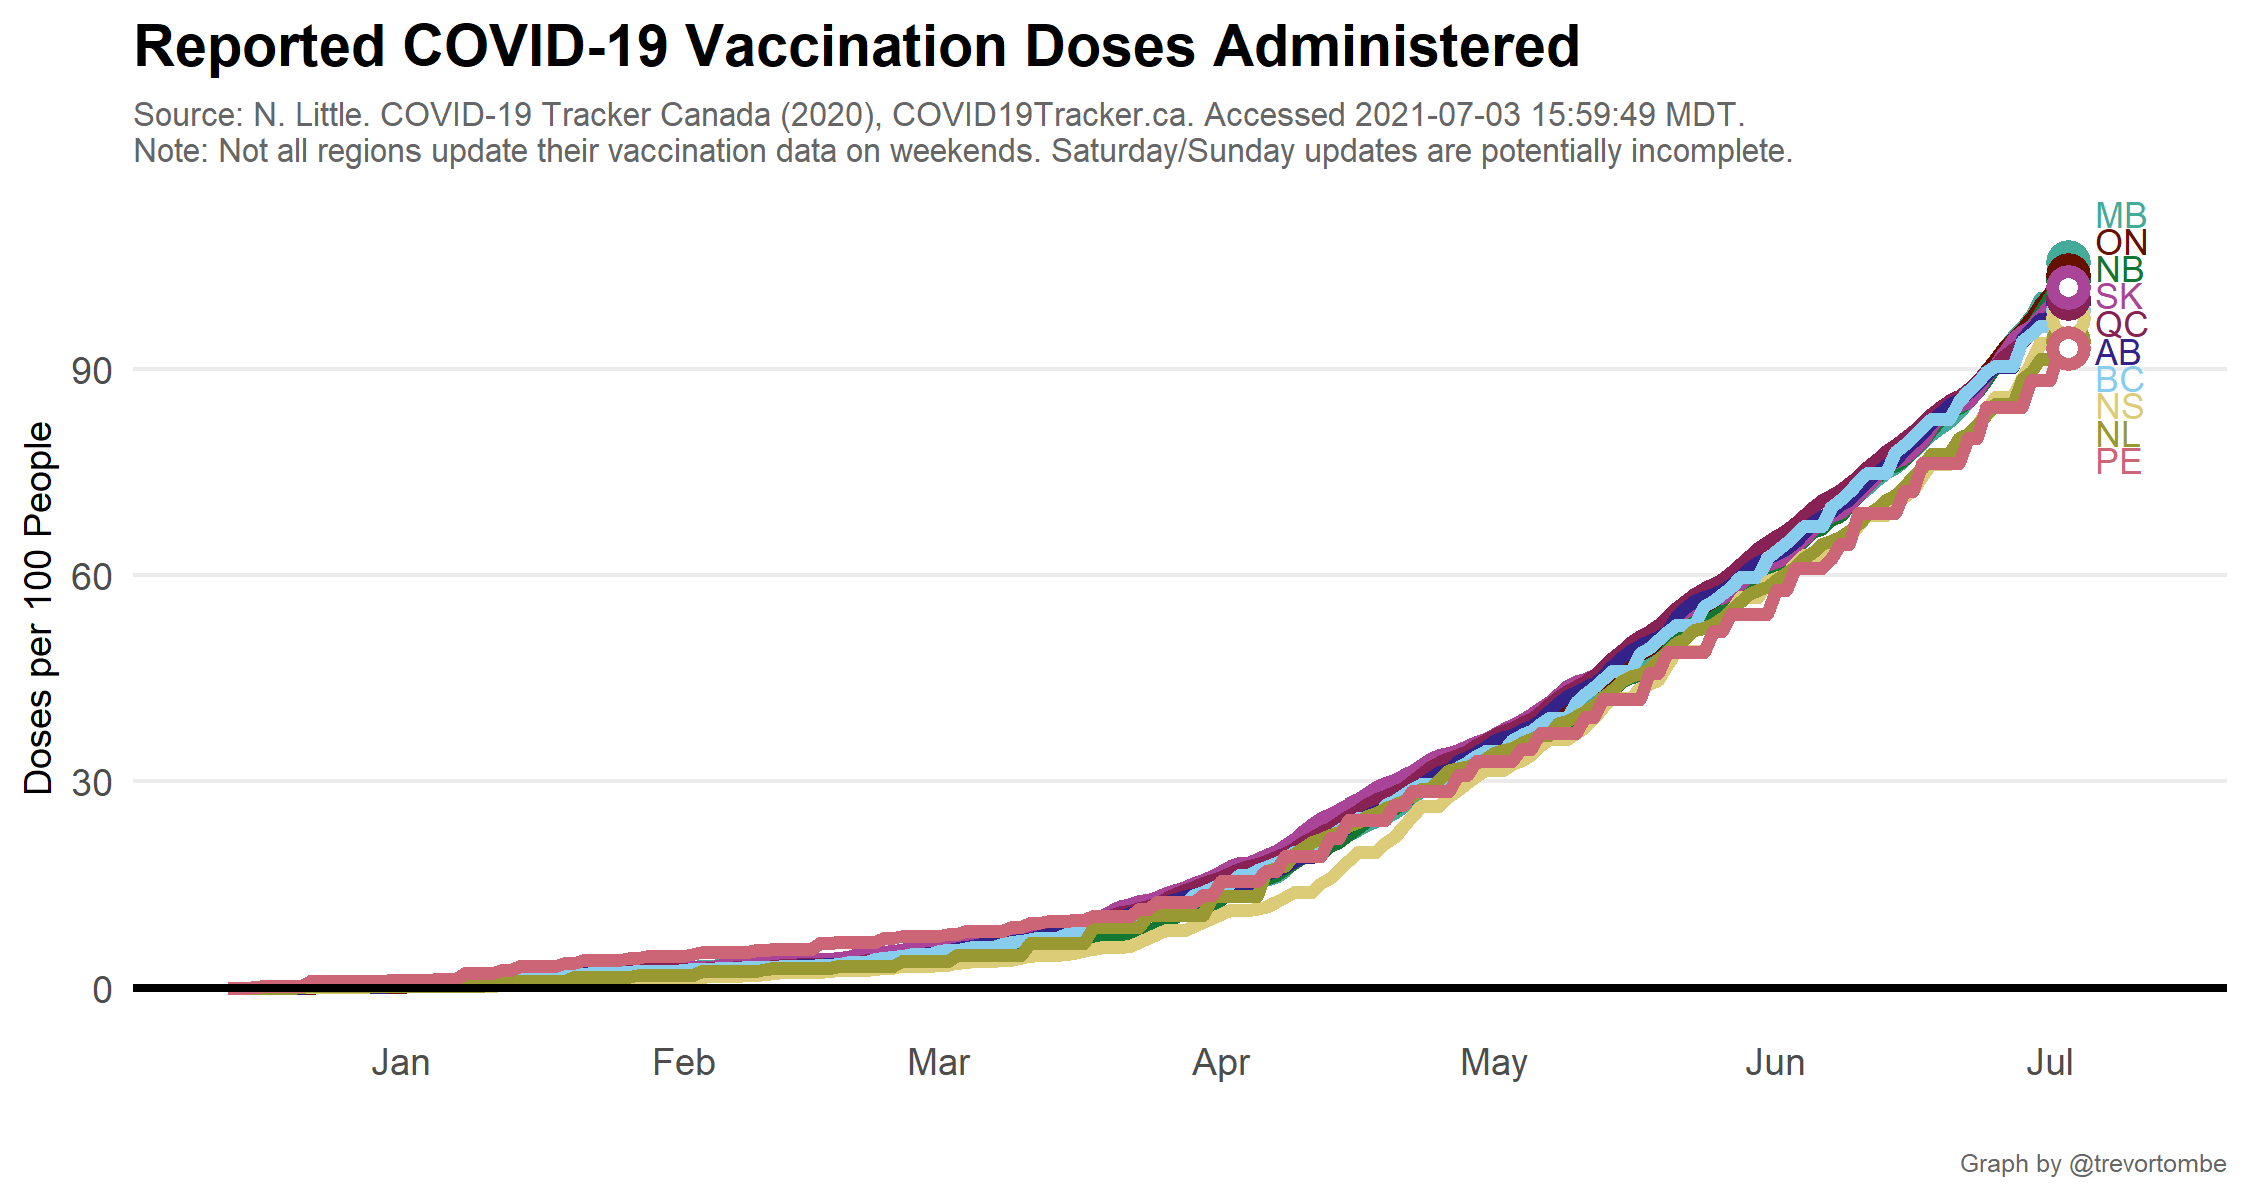 Reported COVID-19 Vaccination Doses Administered
Source: N. Little. COVID-19 Tracker Canada (2020), COVID19Tracker.ca. Accessed 2021-07-03 15:59:49 MDT.
Note: Not all regions update their vaccination data on weekends. Saturday/Sunday updates are potentially incomplete.
MB
ON
NB
SK
QC
AB
BC
NS
NL
PE
Doses per 100 People
90
60
30
0
Jan Feb Mar Apr May Jun Jul
Graph by @trevortombe